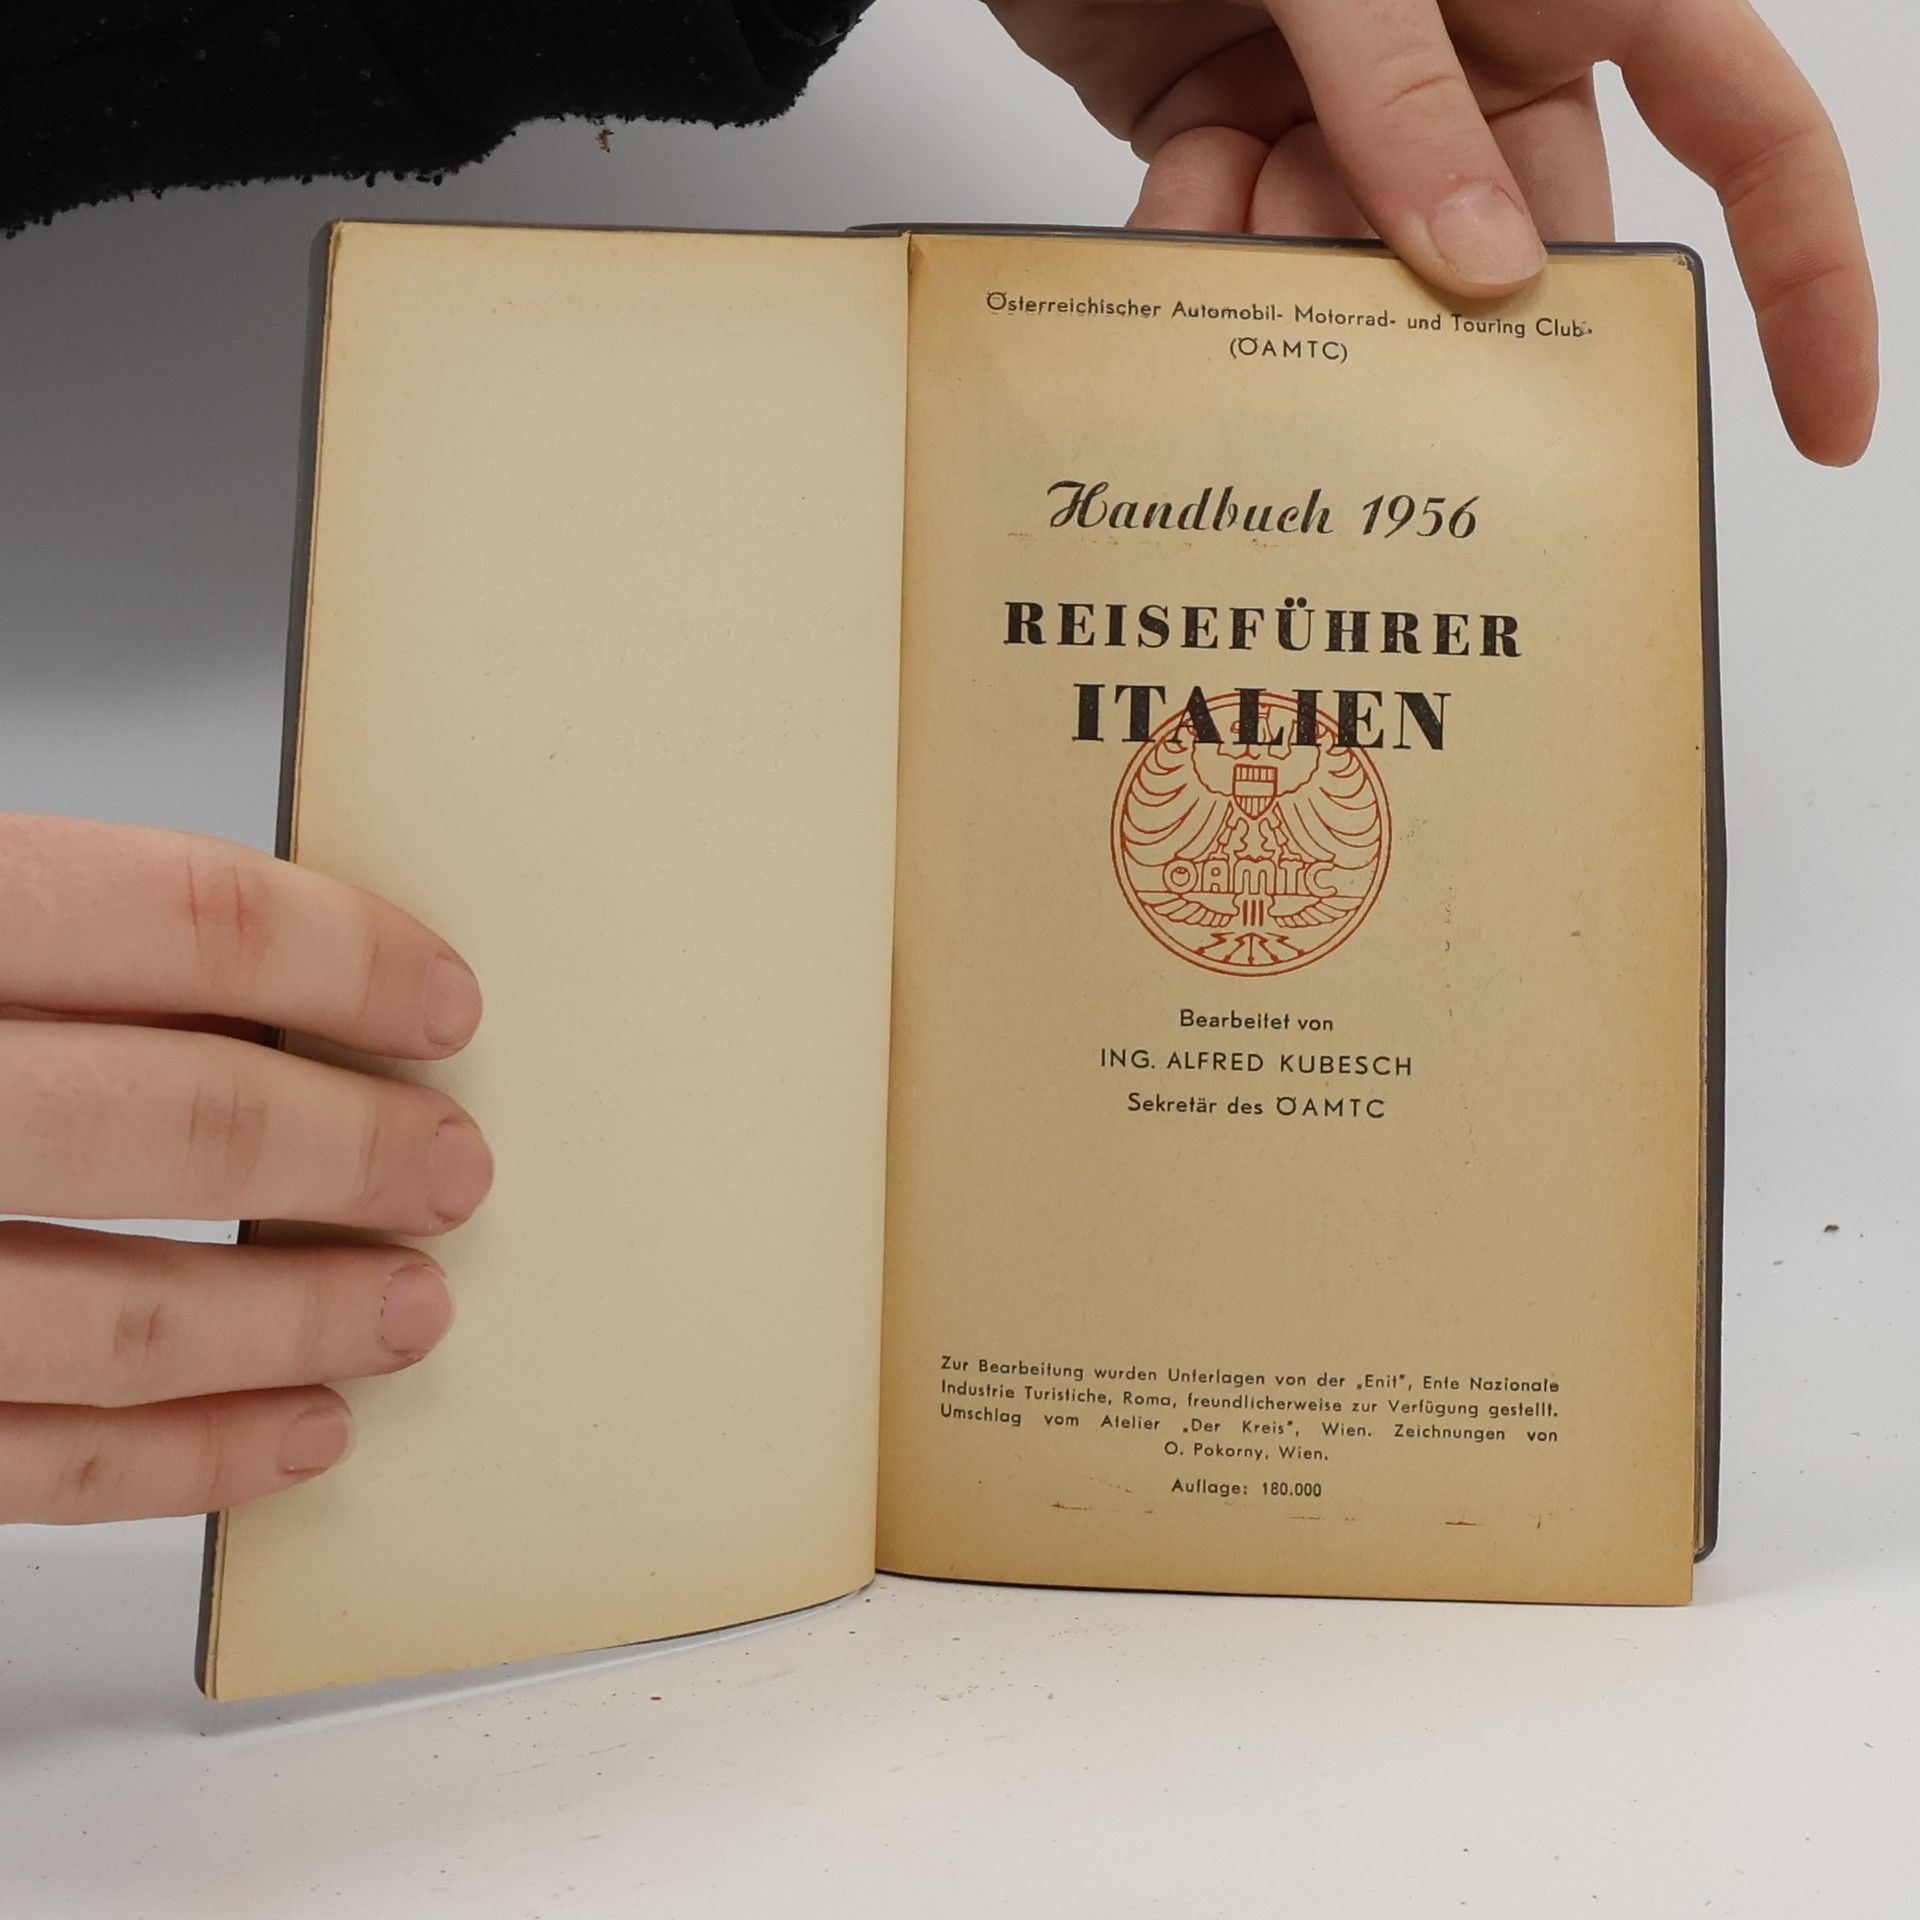 Österreichischer Automobil- Motorrad- und Touring Club
(ÖAMTC)
Handbuch 1956
REISEFÜHRER
ITALIEN
ÖAMTC
Bearbeitet von
ING. ALFRED KUBESCH
Sekretär des ÖAMTC
Zur Bearbeitung wurden Unterlagen von der „Enit", Ente Nazionale
Industrie Turistiche, Roma, freundlicherweise zur Verfügung gestellt.
Umschlag vom Atelier „Der Kreis", Wien. Zeichnungen von
O. Pokorny, Wien.
Auflage: 180.000